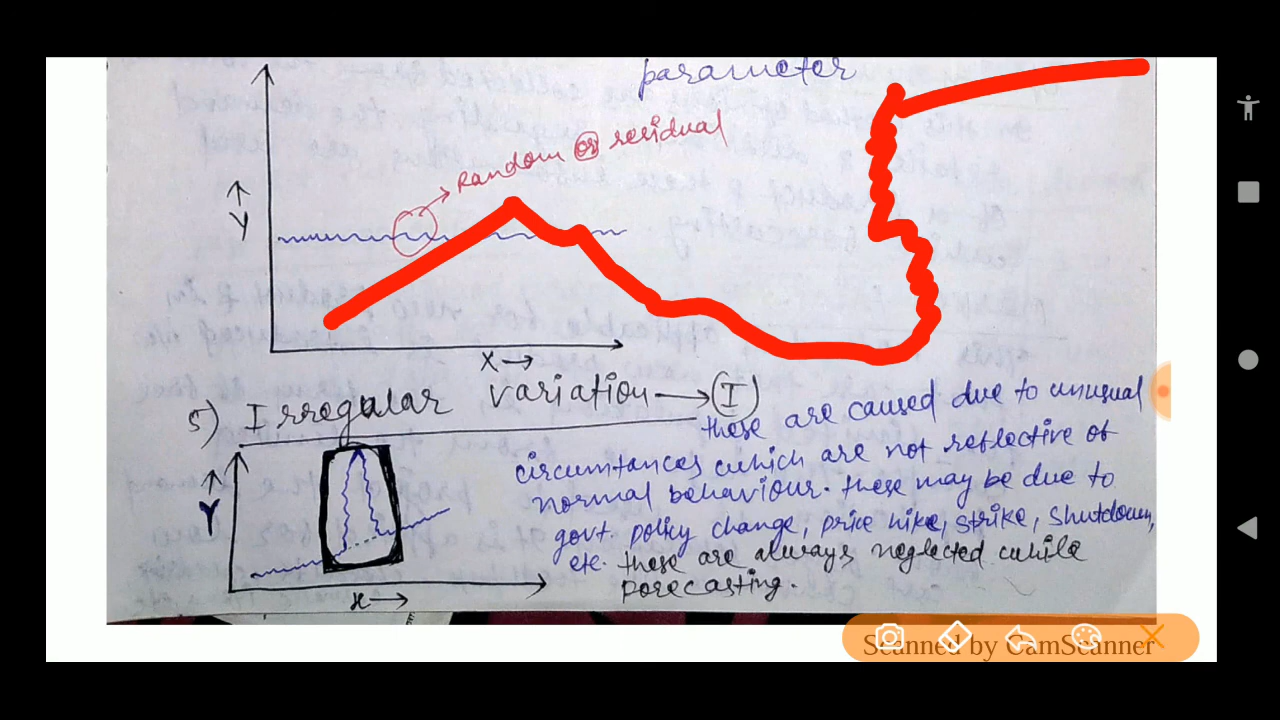 parameter
Random or residual
Y
X
5) Irregular variation → (I)
these are caused due to unusual
circumtances which are not reflective of
normal behaviour. these may be due to
govt. policy change, price hike, strike, shutdown,
etc. these are always neglected while
porecasting.
Y
x
Scanned by CamScanner